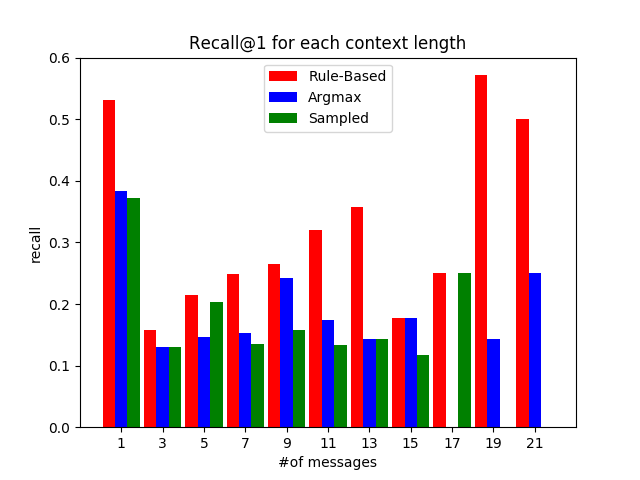 Recall@1 for each context length
Rule-Based
Argmax
Sampled
0.6
0.5
0.4
0.3
0.2
0.1
0.0
recall
1 3 5 7 9 11 13 15 17 19 21
#of messages